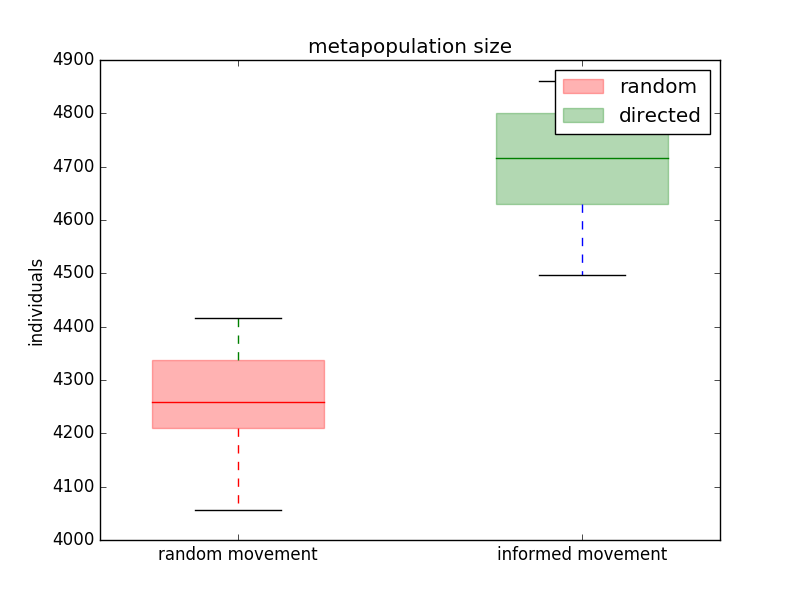 metapopulation size
4900
4800
4700
4600
4500
4400
4300
4200
4100
4000
individuals
random
directed
random movement
informed movement